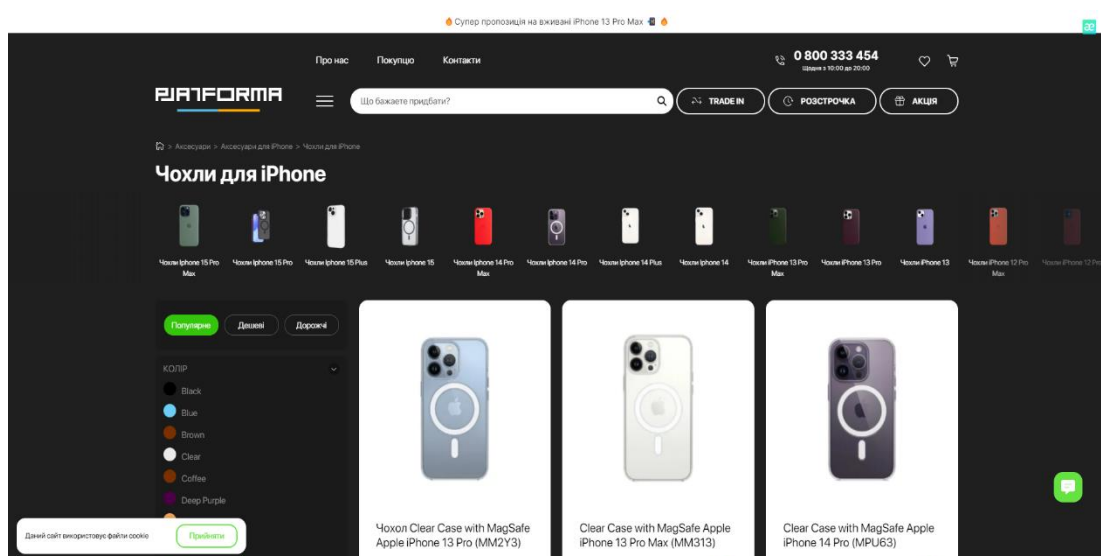 🔥 Супер пропозиція на вживані iPhone 13 Pro Max 📲 🔥
Про нас Покупцю Контакти
0 800 333 454
Щодня з 10:00 до 20:00
PLATFORMA
Що бажаєте придбати?
TRADE IN
РОЗСТРОЧКА
АКЦІЯ
> Аксесуари > Аксесуари для iPhone > Чохли для iPhone
Чохли для iPhone
Чохли Iphone 15 Pro Max
Чохли Iphone 15 Pro
Чохли Iphone 15 Plus
Чохли Iphone 15
Чохли Iphone 14 Pro Max
Чохли Iphone 14 Pro
Чохли Iphone 14 Plus
Чохли Iphone 14
Чохли iPhone 13 Pro Max
Чохли iPhone 13 Pro
Чохли iPhone 13
Чохли iPhone 12 Pro Max
Чохли iPhone 12 Pr
Популярне Дешеві Дорожчі
КОЛІР
Black
Blue
Brown
Clear
Coffee
Deep Purple
Чохол Clear Case with MagSafe
Apple iPhone 13 Pro (MM2Y3)
Clear Case with MagSafe Apple
iPhone 13 Pro Max (MM313)
Clear Case with MagSafe Apple
iPhone 14 Pro (MPU63)
Даний сайт використовує файли cookie
Прийняти